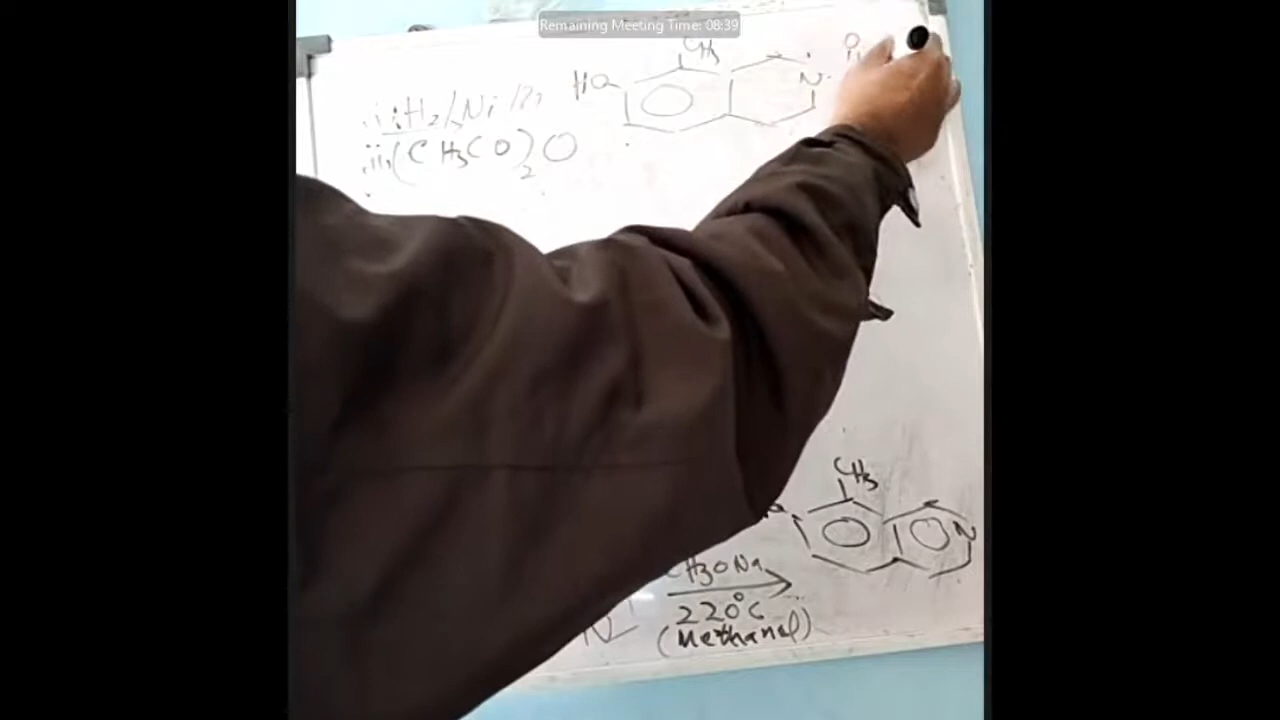 Remaining Meeting Time: 08:39
CH3
HO
N
O
ii, H2/Ni/
iii, (CH3CO)2O
CH3
N
CH3ONa
220°C
(Methanol)
N